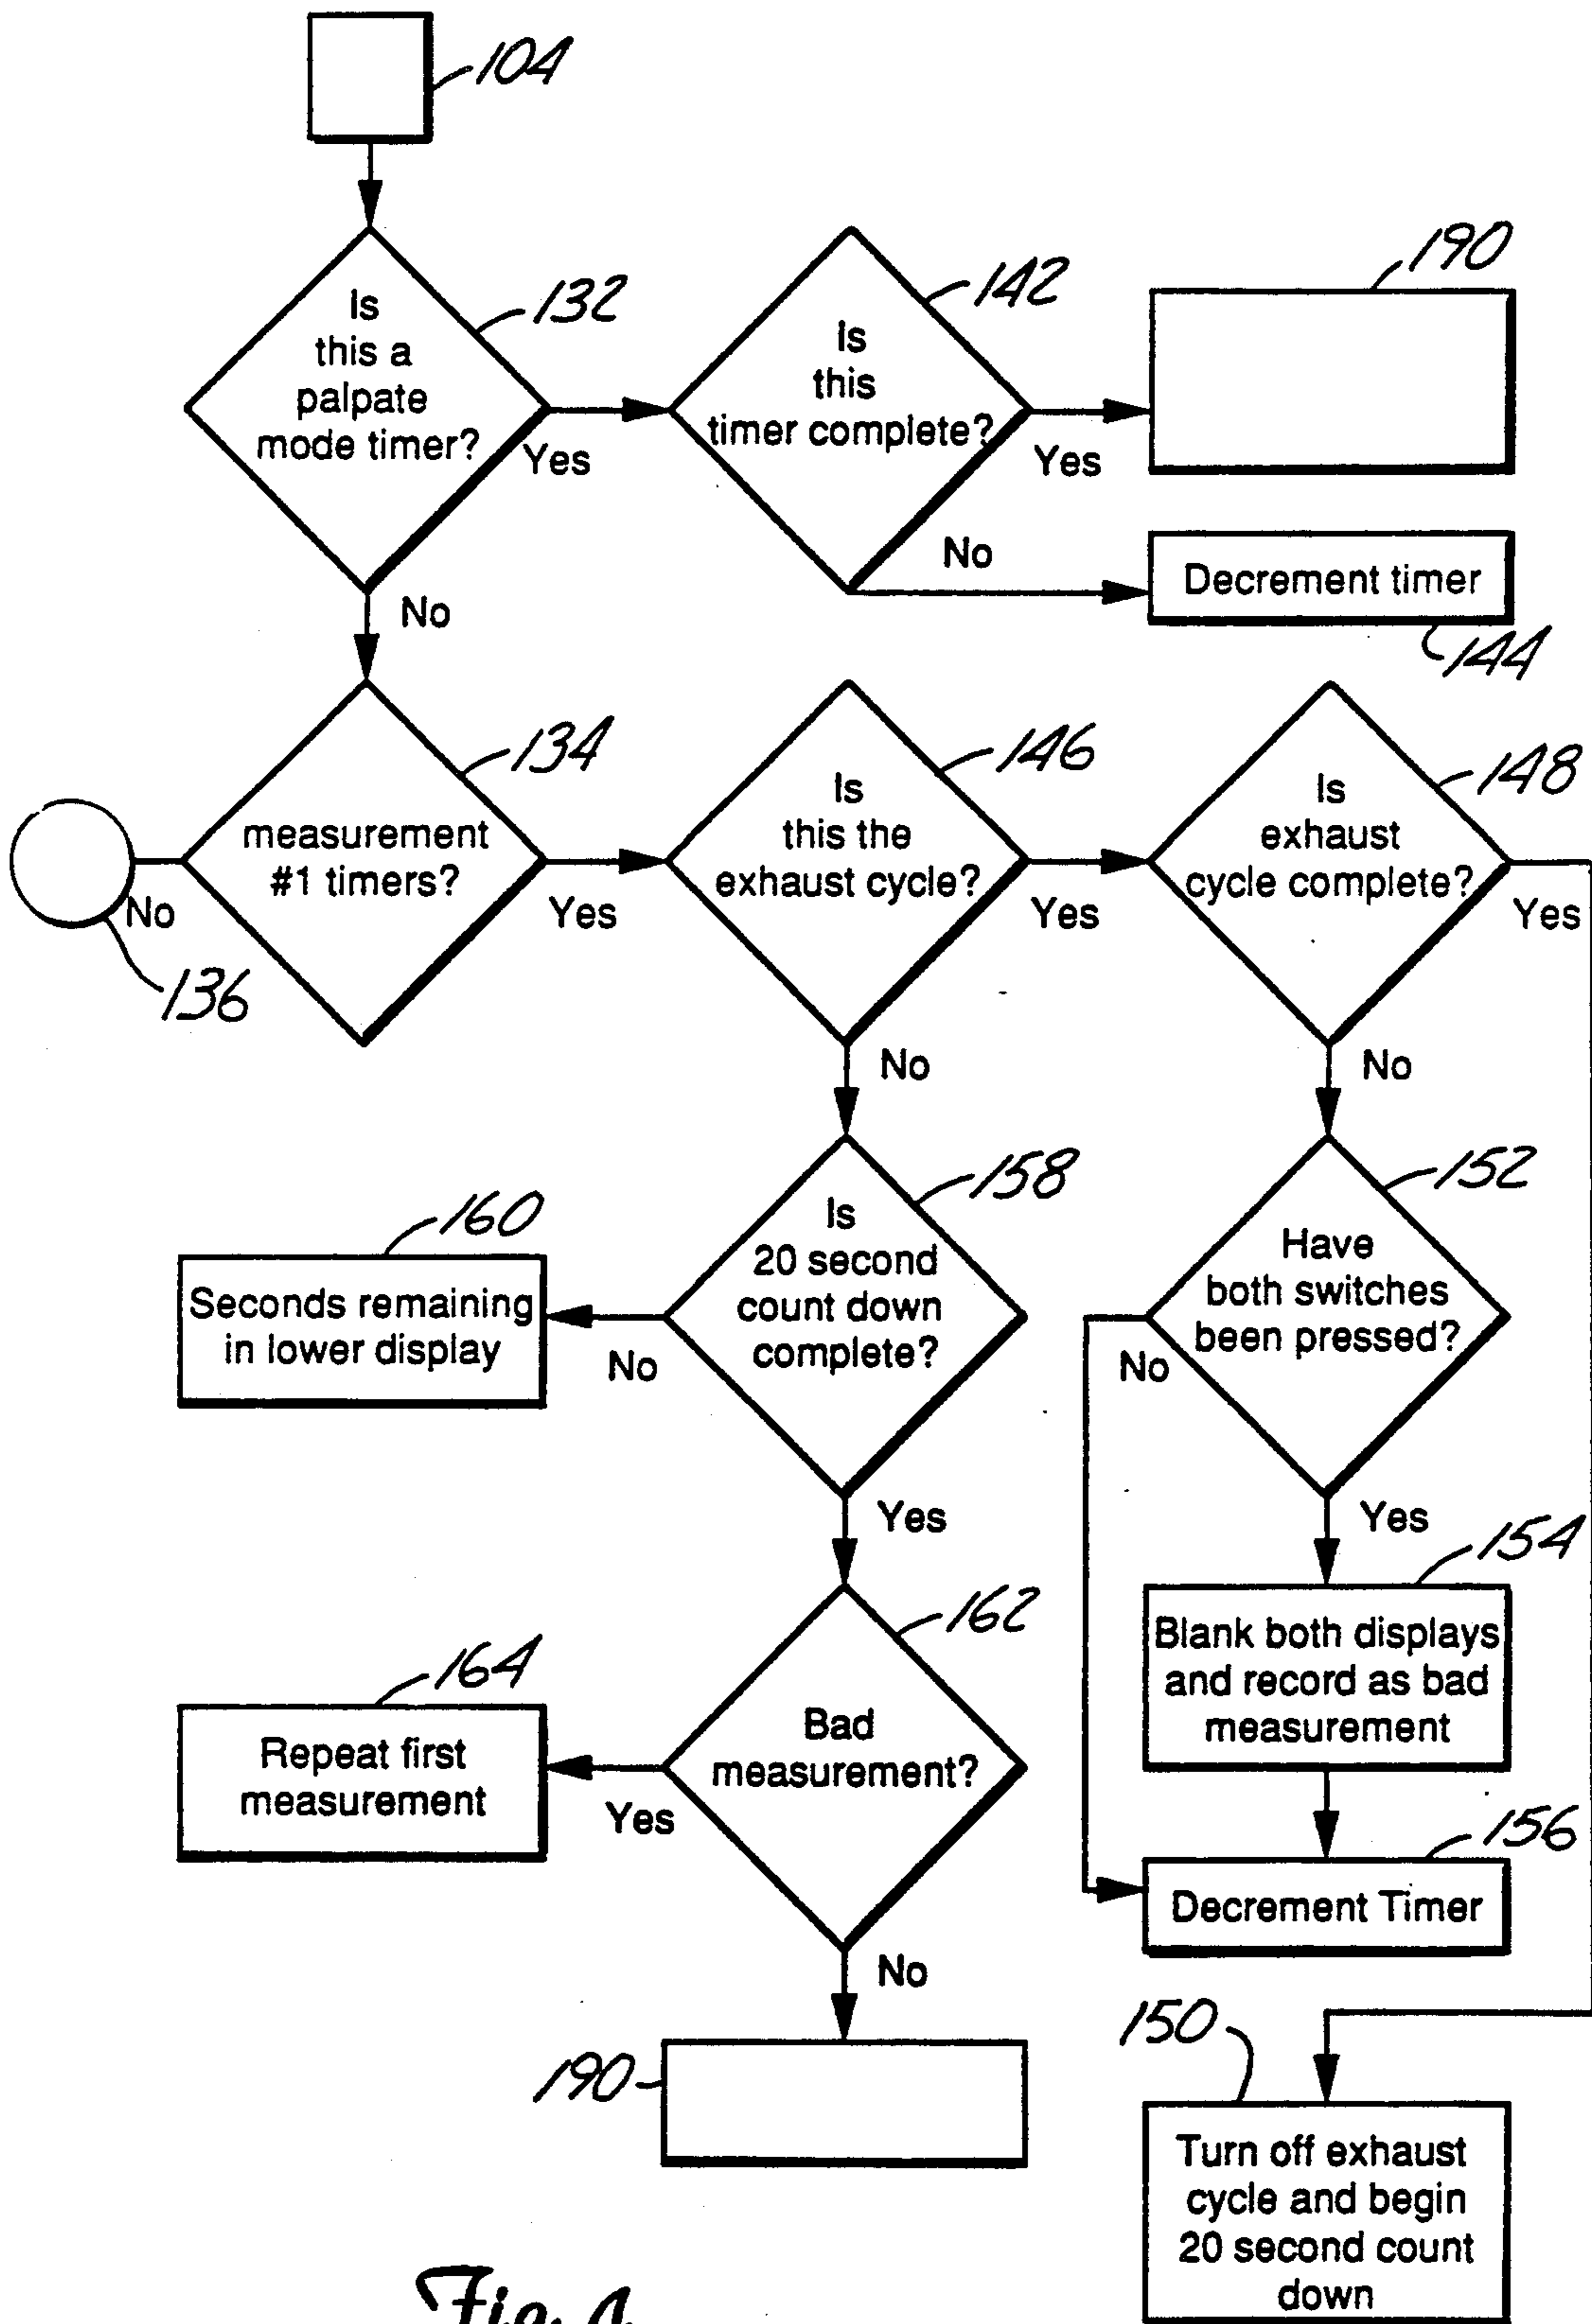 104
Is
this a
palpate
mode timer?
132
Yes
No
Is
this
timer complete?
142
Yes
No
190
Decrement timer
144
measurement
#1 timers?
134
No
136
Yes
Is
this the
exhaust cycle?
146
Yes
No
Is
exhaust
cycle complete?
148
Yes
No
Is
20 second
count down
complete?
158
No
Yes
160
Seconds remaining
in lower display
Have
both switches
been pressed?
152
No
Yes
154
Blank both displays
and record as bad
measurement
156
Decrement Timer
Bad
measurement?
162
Yes
No
164
Repeat first
measurement
190
150
Turn off exhaust
cycle and begin
20 second count
down
Fig.